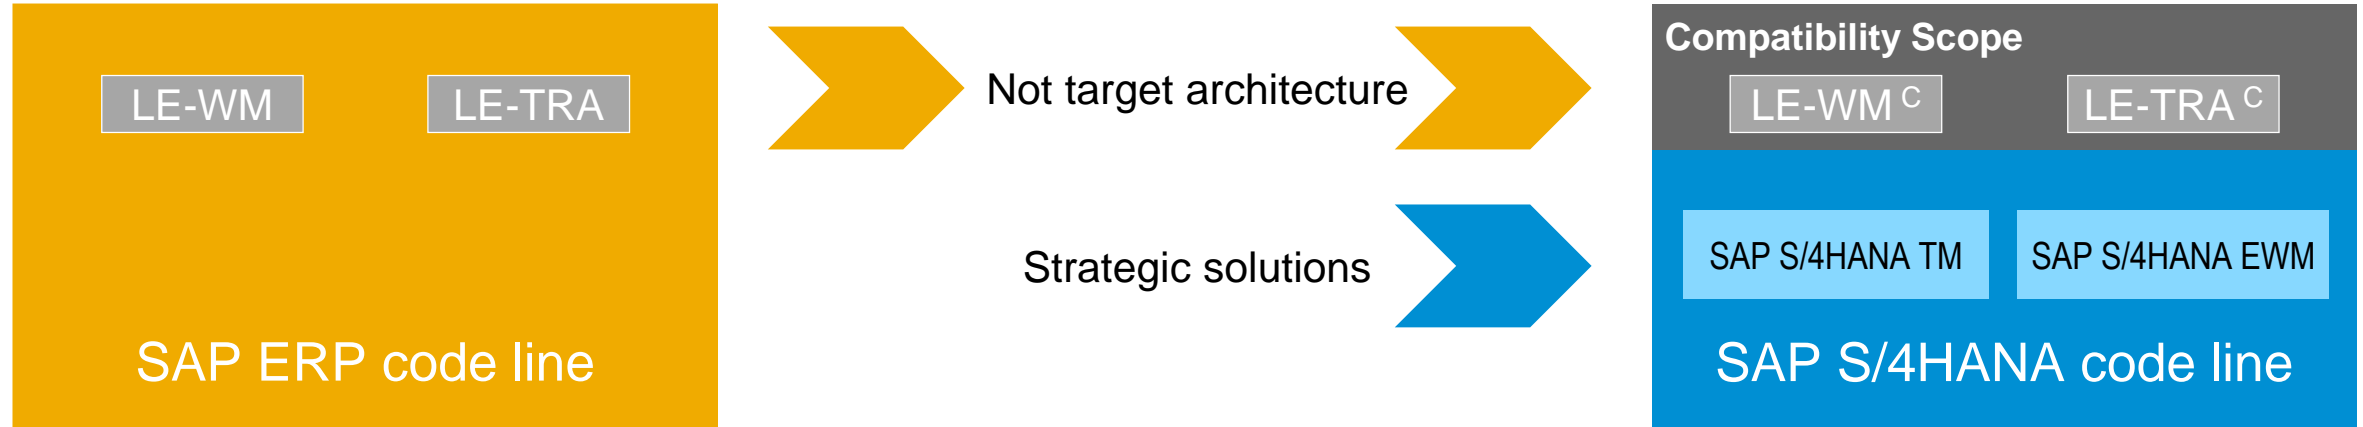 LE-WM
LE-TRA
SAP ERP code line
Not target architecture
Strategic solutions
Compatibility Scope
LE-WM C
LE-TRA C
SAP S/4HANA TM
SAP S/4HANA EWM
SAP S/4HANA code line